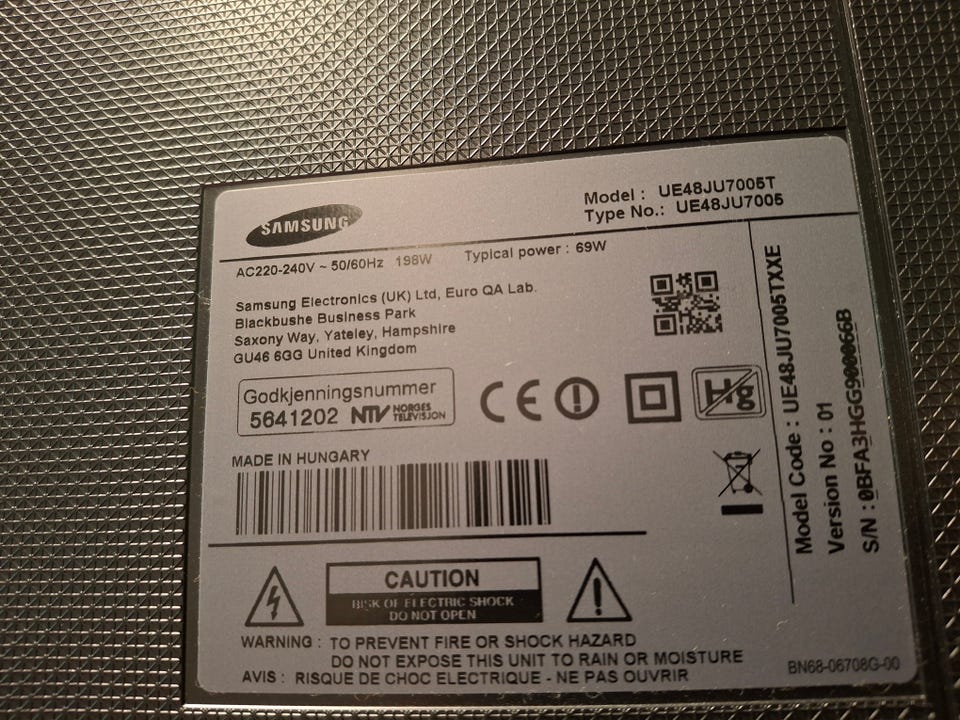 SAMSUNG
Model : UE48JU7005T
Type No.: UE48JU7005
AC220-240V ~ 50/60Hz 198W Typical power : 69W
Samsung Electronics (UK) Ltd, Euro QA Lab.
Blackbushe Business Park
Saxony Way, Yateley, Hampshire
GU46 6GG United Kingdom
Godkjenningsnummer
5641202 NTV NORGES TELEVISJON
CE
Hg
MADE IN HUNGARY
CAUTION
RISK OF ELECTRIC SHOCK
DO NOT OPEN
WARNING : TO PREVENT FIRE OR SHOCK HAZARD
DO NOT EXPOSE THIS UNIT TO RAIN OR MOISTURE
AVIS : RISQUE DE CHOC ELECTRIQUE - NE PAS OUVRIR
BN68-06708G-00
Model Code : UE48JU7005TXXE
Version No : 01
S/N : 0BFA3HGG900066B